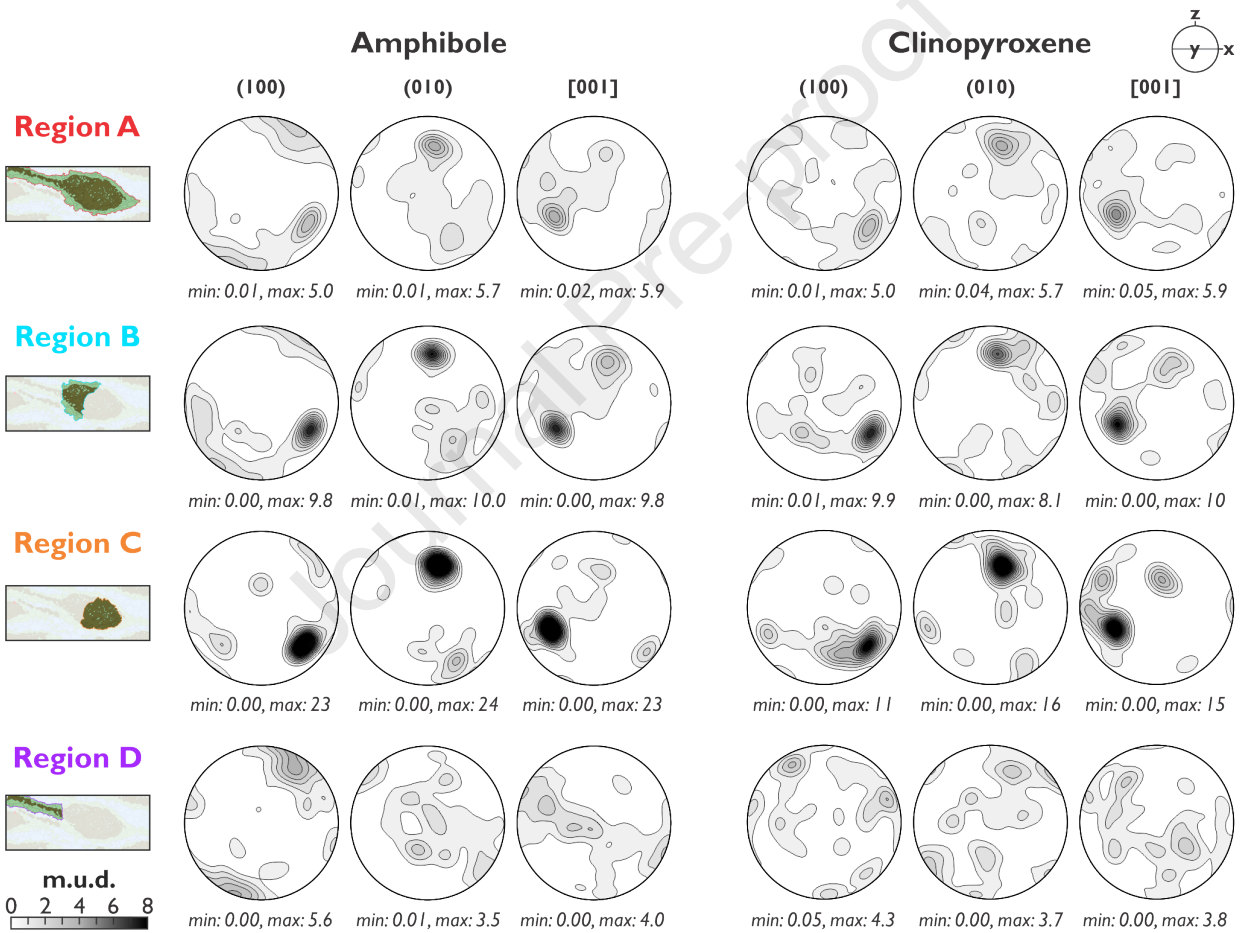 z
Amphibole Clinopyroxene
y x
(100) (010) [001] (100) (010) [001]
Region A
min: 0.01, max: 5.0 min: 0.01, max: 5.7 min: 0.02, max: 5.9 min: 0.01, max: 5.0 min: 0.04, max: 5.7 min: 0.05, max: 5.9
Region B
min: 0.00, max: 9.8 min: 0.01, max: 10.0 min: 0.00, max: 9.8 min: 0.01, max: 9.9 min: 0.00, max: 8.1 min: 0.00, max: 10
Region C
min: 0.00, max: 23 min: 0.00, max: 24 min: 0.00, max: 23 min: 0.00, max: 11 min: 0.00, max: 16 min: 0.00, max: 15
Region D
m.u.d.
0 2 4 6 8
min: 0.00, max: 5.6 min: 0.01, max: 3.5 min: 0.00, max: 4.0 min: 0.05, max: 4.3 min: 0.00, max: 3.7 min: 0.00, max: 3.8
Journal Pre-proof